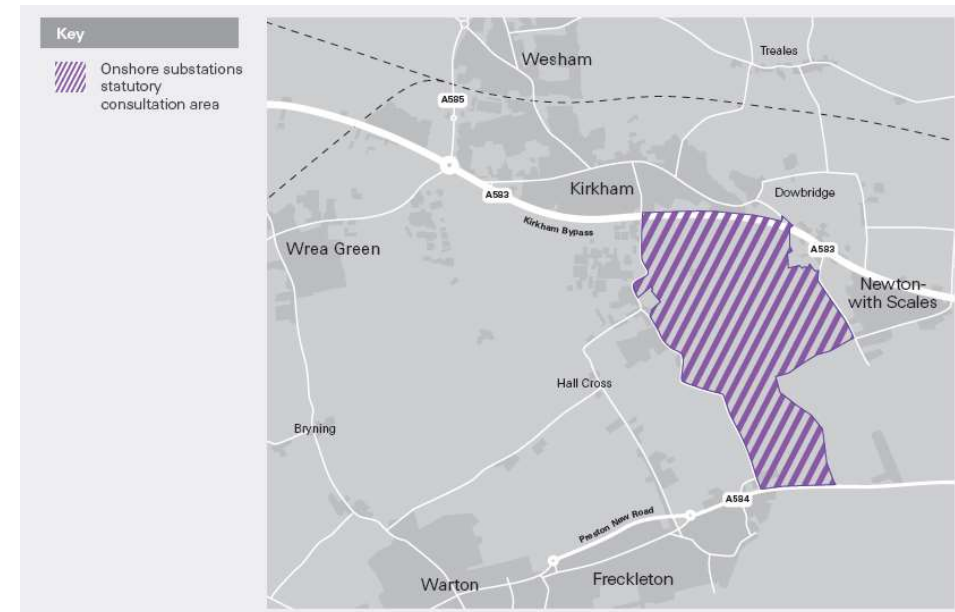 Key
Onshore substations
statutory
consultation area
Wesham
Treales
A585
Kirkham
Dowbridge
A583
Kirkham Bypass
Wrea Green
A583
Newton-
with Scales
Hall Cross
Bryning
A584
Preston New Road
Warton
Freckleton